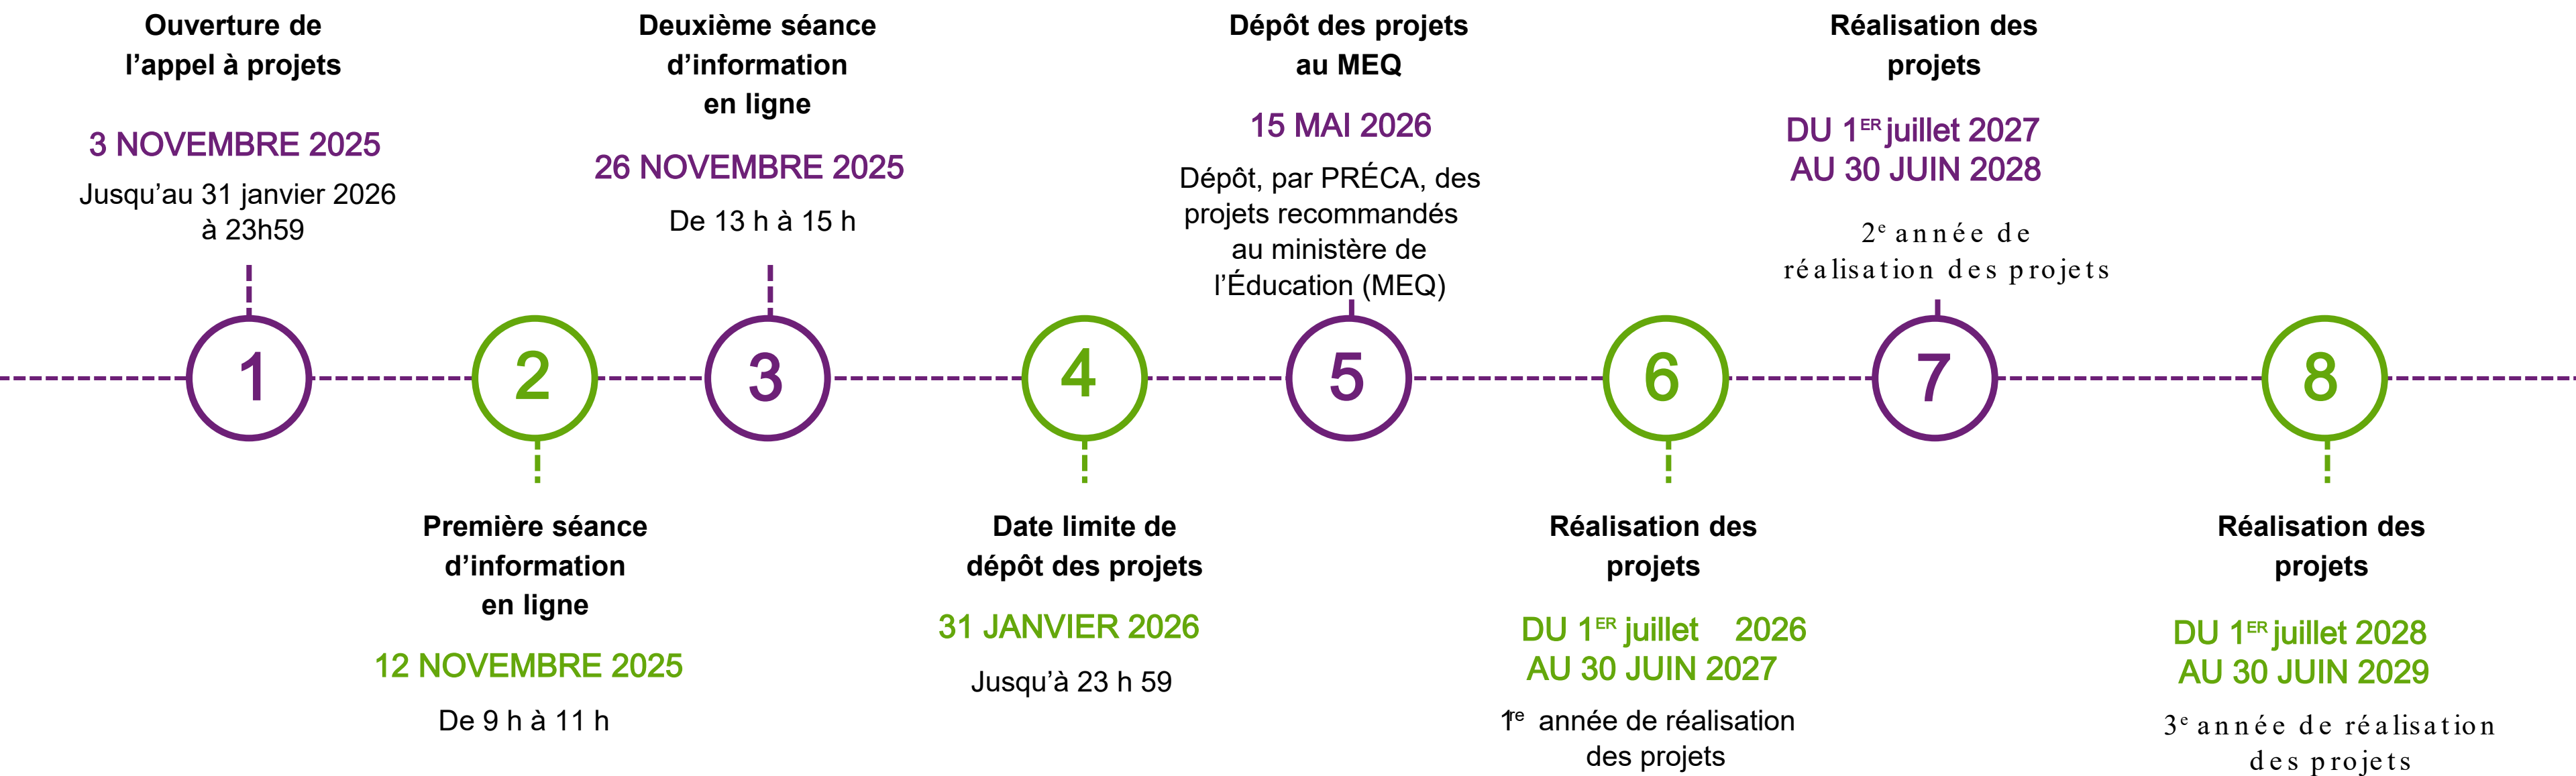 Ouverture de
l’appel à projets
3 NOVEMBRE 2025
Jusqu’au 31 janvier 2026
à 23h59
1
Première séance
d’information
en ligne
12 NOVEMBRE 2025
De 9 h à 11 h
2
Deuxième séance
d’information
en ligne
26 NOVEMBRE 2025
De 13 h à 15 h
3
4
Date limite de
dépôt des projets
31 JANVIER 2026
Jusqu’à 23 h 59
Dépôt des projets
au MEQ
15 MAI 2026
Dépôt, par PRÉCA, des
projets recommandés
au ministère de
l’Éducation (MEQ)
5
6
Réalisation des
projets
DU 1ER juillet 2026
AU 30 JUIN 2027
1re année de réalisation
des projets
Réalisation des
projets
DU 1ER juillet 2027
AU 30 JUIN 2028
2e année de
réalisation des projets
7
8
Réalisation des
projets
DU 1ER juillet 2028
AU 30 JUIN 2029
3e année de réalisation
des projets